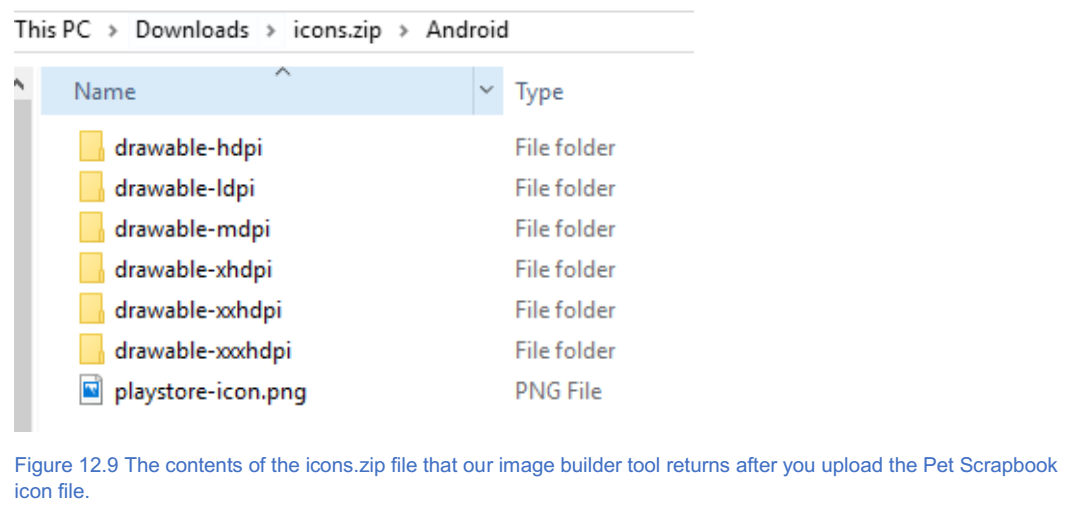 This PC > Downloads > icons.zip > Android
Name Type
drawable-hdpi File folder
drawable-ldpi File folder
drawable-mdpi File folder
drawable-xhdpi File folder
drawable-xxhdpi File folder
drawable-xxxhdpi File folder
playstore-icon.png PNG File
Figure 12.9 The contents of the icons.zip file that our image builder tool returns after you upload the Pet Scrapbook
icon file.